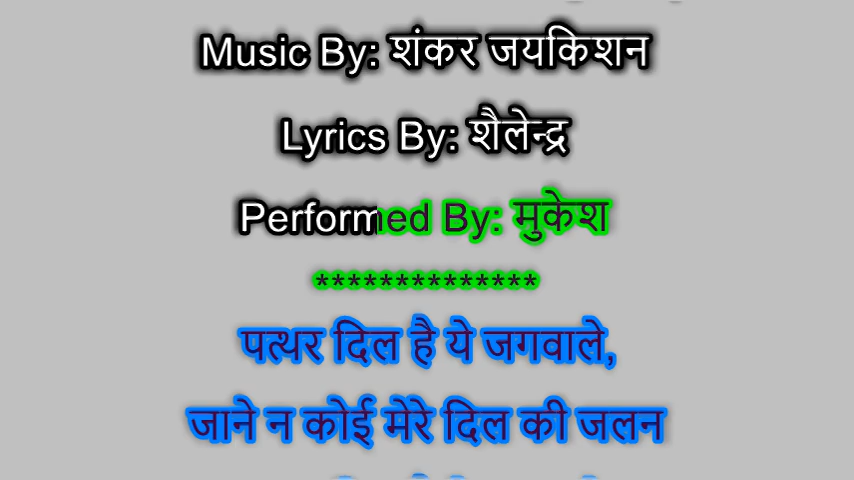 Music By: शंकर जयकिशन
Lyrics By: शैलेन्द्र
Performed By: मुकेश
**************
पत्थर दिल है ये जगवाले,
जाने न कोई मेरे दिल की जलन